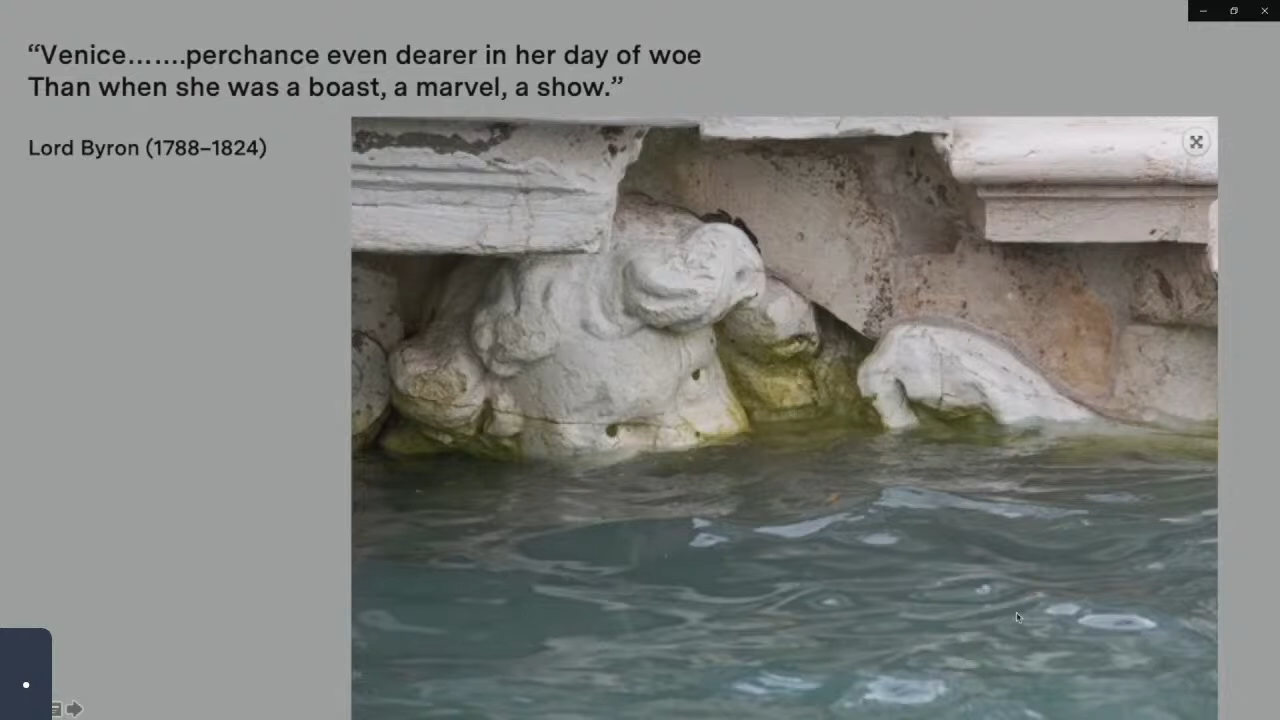 “Venice.......perchance even dearer in her day of woe
Than when she was a boast, a marvel, a show.”
Lord Byron (1788–1824)